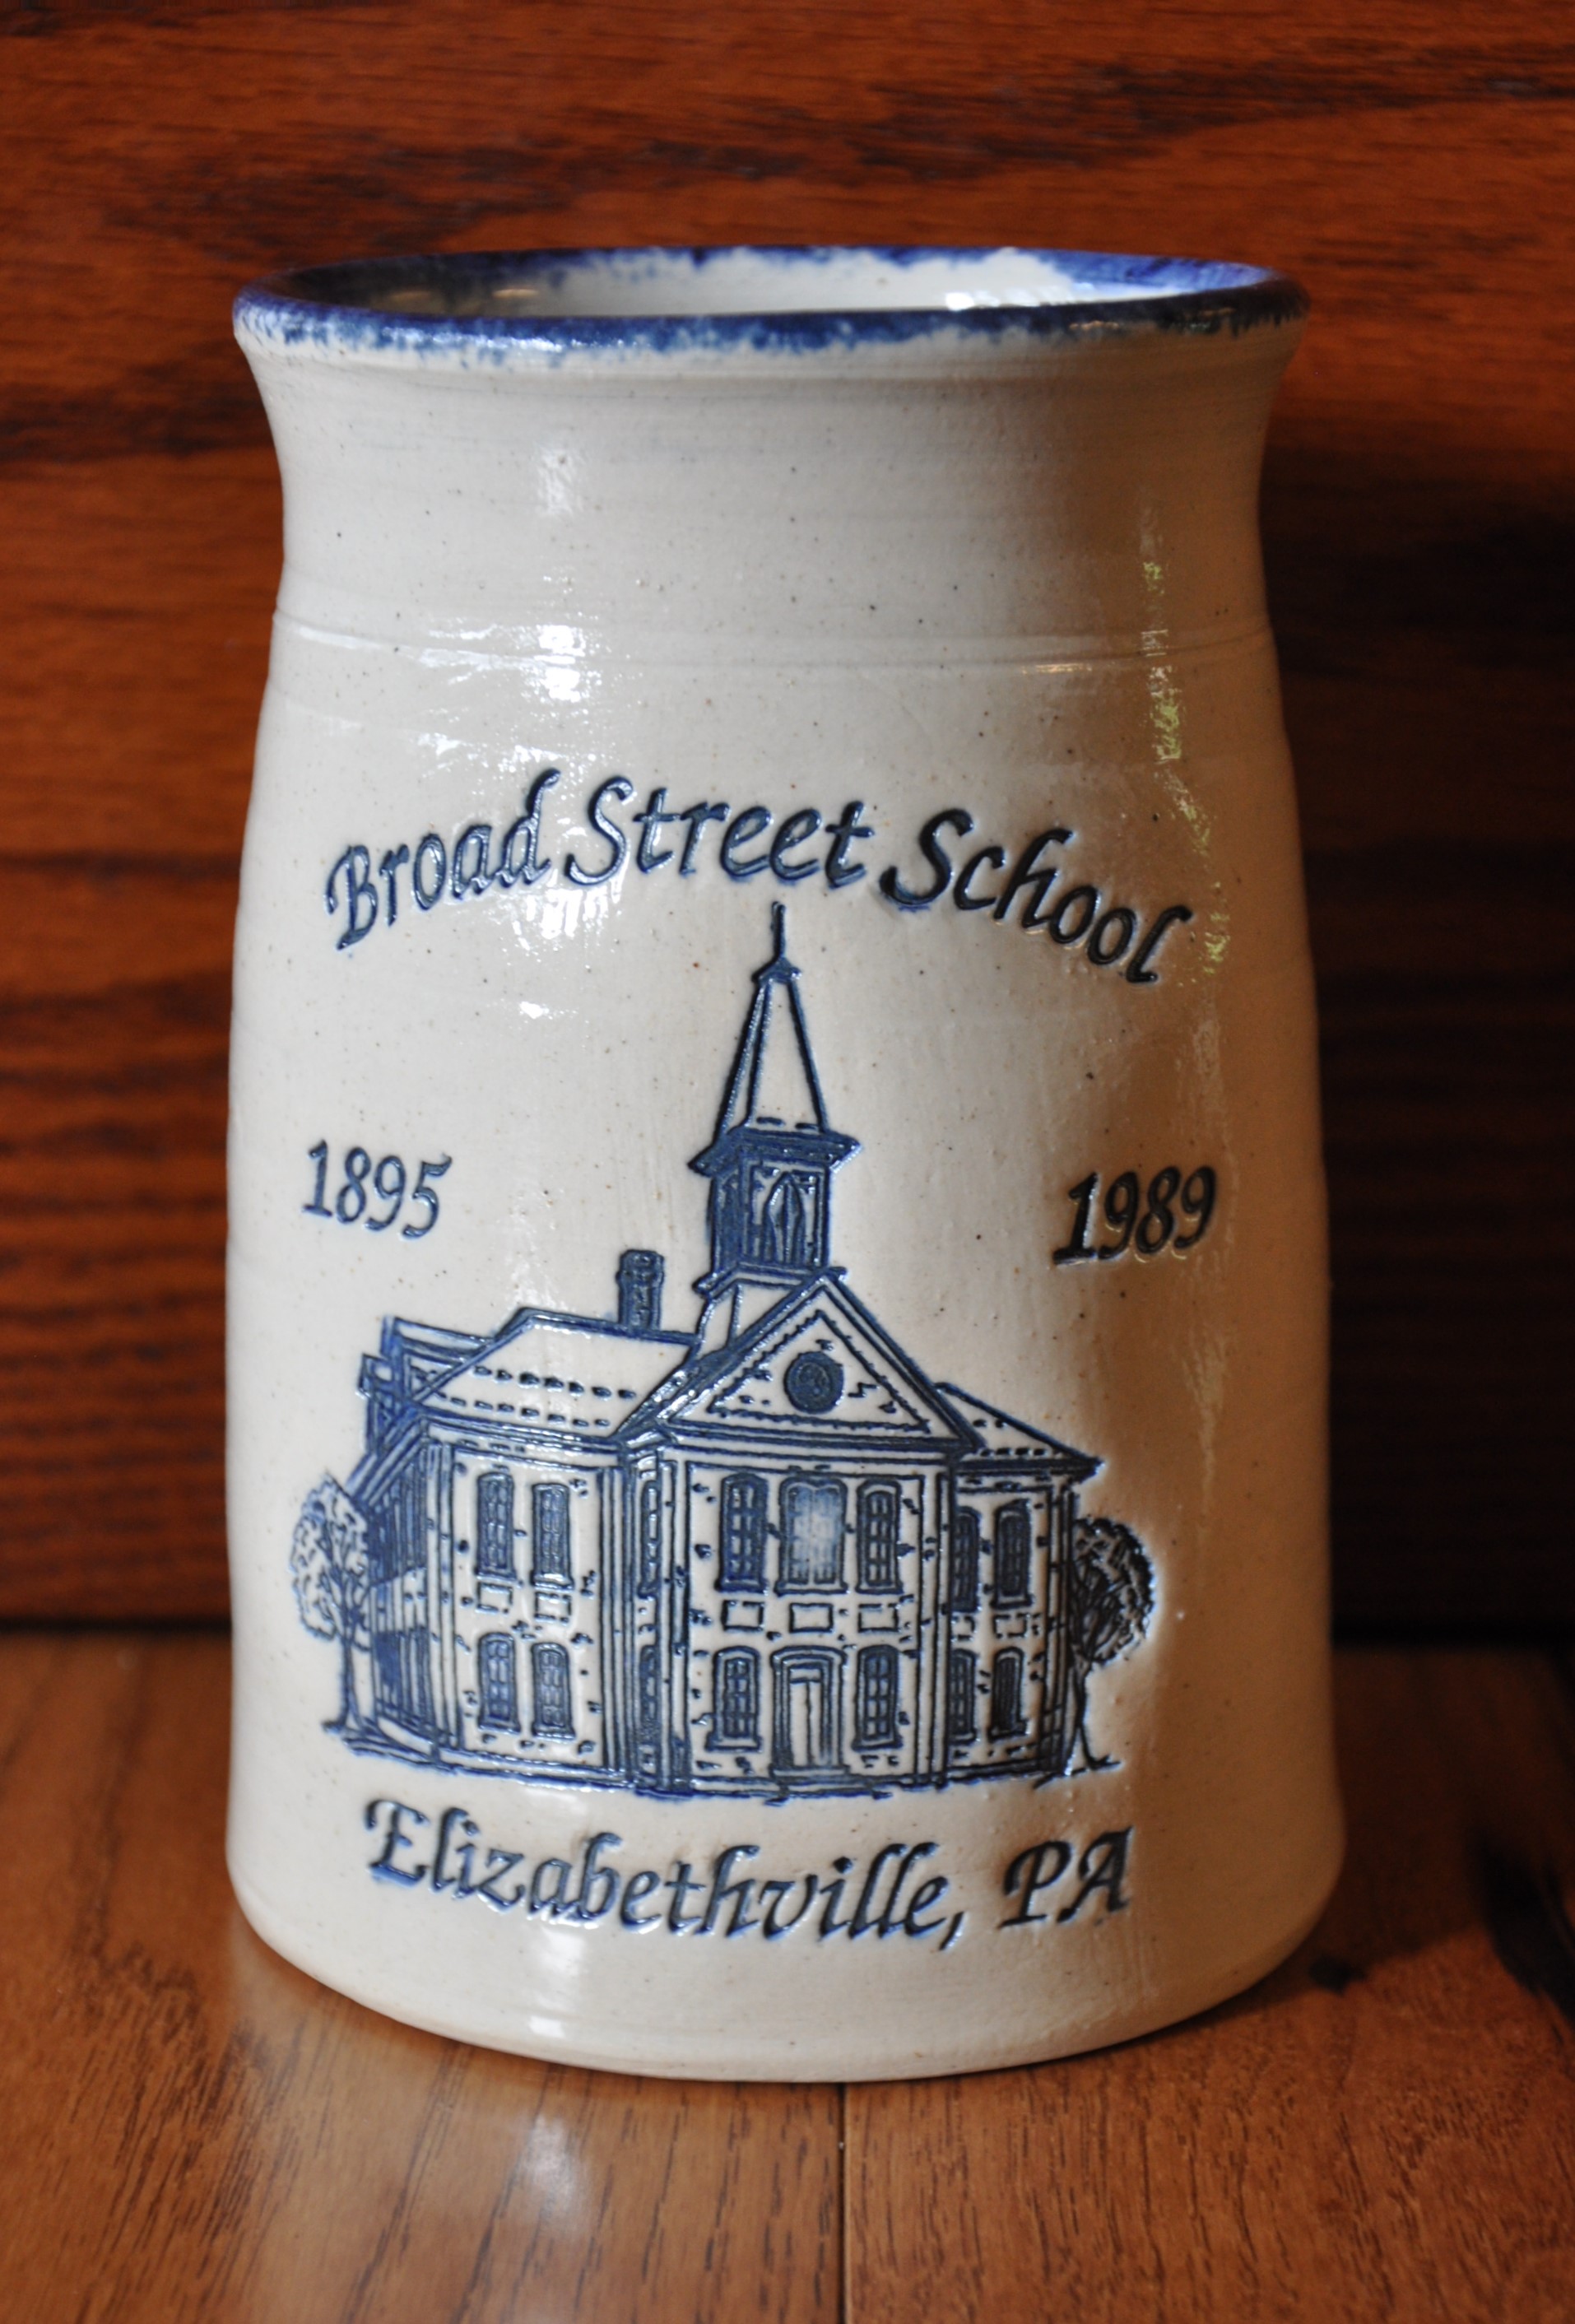 Broad Street School
1895
1989
Elizabethville, PA